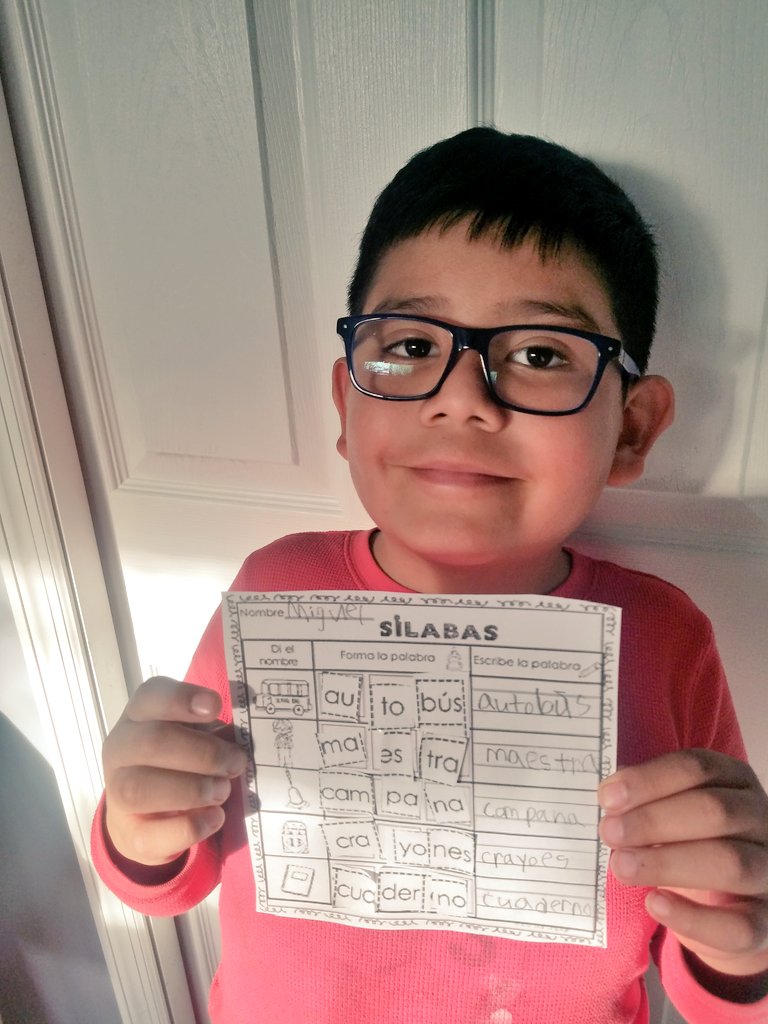 Nombre Miguel
SÍLABAS
Di el nombre Forma la palabra Escribe la palabra
au to bús autobús
ma es tra maestra
cam pa na campana
cra yo nes crayoes
cua der no cuaderno